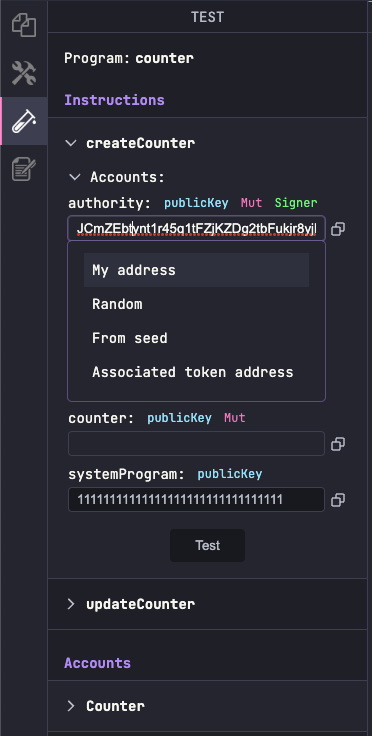 TEST
Program: counter
Instructions
createCounter
Accounts:
authority: publicKey Mut Signer
My address
Random
From seed
Associated token address
counter: publicKey Mut
systemProgram: publicKey
11111111111111111111111111111111
Test
updateCounter
Accounts
Counter